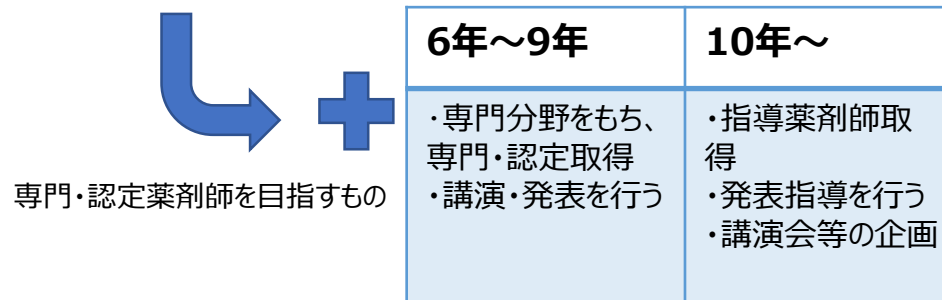 6年～9年
10年～
・専門分野をもち、
専門・認定取得
・講演・発表を行う
・指導薬剤師取
得
・発表指導を行う
・講演会等の企画
専門・認定薬剤師を目指すもの